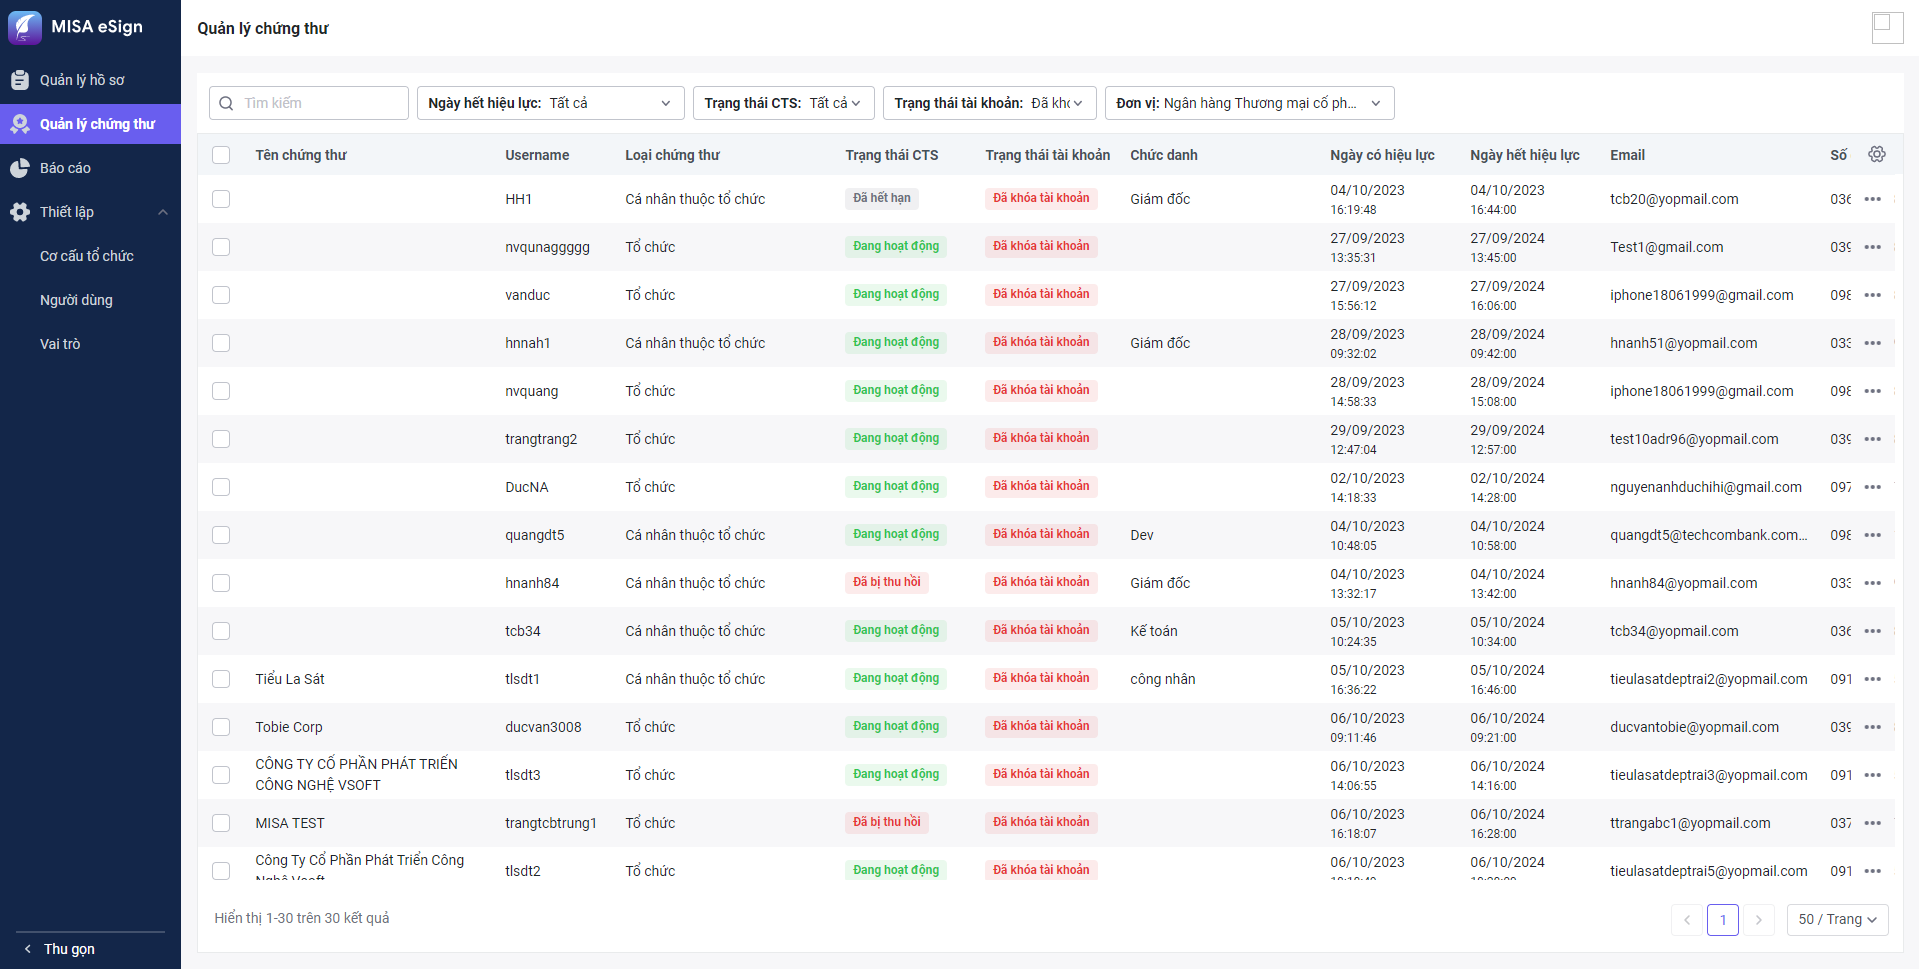 MISA eSign
Quản lý chứng thư
Quản lý hồ sơ
Quản lý chứng thư
Báo cáo
Thiết lập
Cơ cấu tổ chức
Người dùng
Vai trò
Thu gọn
Tìm kiếm
Ngày hết hiệu lực: Tất cả
Trạng thái CTS: Tất cả
Trạng thái tài khoản: Đã khó
Đơn vị: Ngân hàng Thương mại cổ ph...
Tên chứng thư Username Loại chứng thư Trạng thái CTS Trạng thái tài khoản Chức danh Ngày có hiệu lực Ngày hết hiệu lực Email Số
HH1 Cá nhân thuộc tổ chức Đã hết hạn Đã khóa tài khoản Giám đốc 04/10/2023 04/10/2023 tcb20@yopmail.com 036
16:19:48 16:44:00
nvqunaggggg Tổ chức Đang hoạt động Đã khóa tài khoản 27/09/2023 27/09/2024 Test1@gmail.com 039
13:35:31 13:45:00
vanduc Tổ chức Đang hoạt động Đã khóa tài khoản 27/09/2023 27/09/2024 iphone18061999@gmail.com 098
15:56:12 16:06:00
hnnah1 Cá nhân thuộc tổ chức Đang hoạt động Đã khóa tài khoản Giám đốc 28/09/2023 28/09/2024 hnanh51@yopmail.com 033
09:32:02 09:42:00
nvquang Tổ chức Đang hoạt động Đã khóa tài khoản 28/09/2023 28/09/2024 iphone18061999@gmail.com 098
14:58:33 15:08:00
trangtrang2 Tổ chức Đang hoạt động Đã khóa tài khoản 29/09/2023 29/09/2024 test10adr96@yopmail.com 039
12:47:04 12:57:00
DucNA Tổ chức Đang hoạt động Đã khóa tài khoản 02/10/2023 02/10/2024 nguyenanhduchihi@gmail.com 097
14:18:33 14:28:00
quangdt5 Cá nhân thuộc tổ chức Đang hoạt động Đã khóa tài khoản Dev 04/10/2023 04/10/2024 quangdt5@techcombank.com... 098
10:48:05 10:58:00
hnanh84 Cá nhân thuộc tổ chức Đã bị thu hồi Đã khóa tài khoản Giám đốc 04/10/2023 04/10/2024 hnanh84@yopmail.com 033
13:32:17 13:42:00
tcb34 Cá nhân thuộc tổ chức Đang hoạt động Đã khóa tài khoản Kế toán 05/10/2023 05/10/2024 tcb34@yopmail.com 036
10:24:35 10:34:00
Tiểu La Sát tlsdt1 Cá nhân thuộc tổ chức Đang hoạt động Đã khóa tài khoản công nhân 05/10/2023 05/10/2024 tieulasatdeptrai2@yopmail.com 091
16:36:22 16:46:00
Tobie Corp ducvan3008 Tổ chức Đang hoạt động Đã khóa tài khoản 06/10/2023 06/10/2024 ducvantobie@yopmail.com 039
09:11:46 09:21:00
CÔNG TY CỔ PHẦN PHÁT TRIỂN
CÔNG NGHỆ VSOFT tlsdt3 Tổ chức Đang hoạt động Đã khóa tài khoản 06/10/2023 06/10/2024 tieulasatdeptrai3@yopmail.com 091
14:06:55 14:16:00
MISA TEST trangtcbtrung1 Tổ chức Đã bị thu hồi Đã khóa tài khoản 06/10/2023 06/10/2024 ttrangabc1@yopmail.com 037
16:18:07 16:28:00
Công Ty Cổ Phần Phát Triển Công
Nghệ Vsoft tlsdt2 Tổ chức Đang hoạt động Đã khóa tài khoản 06/10/2023 06/10/2024 tieulasatdeptrai5@yopmail.com 091
Hiển thị 1-30 trên 30 kết quả
1
50 / Trang